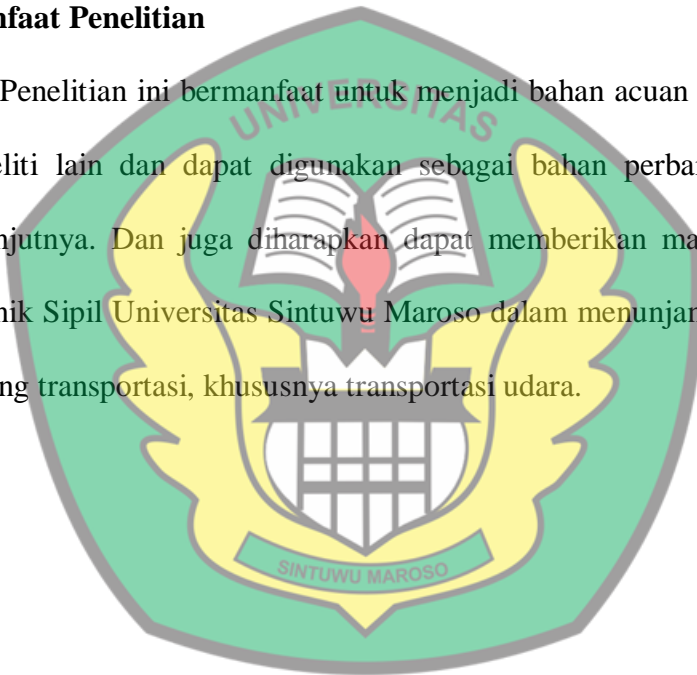 nfaat Penelitian
Penelitian ini bermanfaat untuk menjadi bahan acuan
eliti lain dan dapat digunakan sebagai bahan perba
njutnya. Dan juga diharapkan dapat memberikan ma
nik Sipil Universitas Sintuwu Maroso dalam menunjan
ng transportasi, khususnya transportasi udara.
UNIVERSITAS
SINTUWU MAROSO